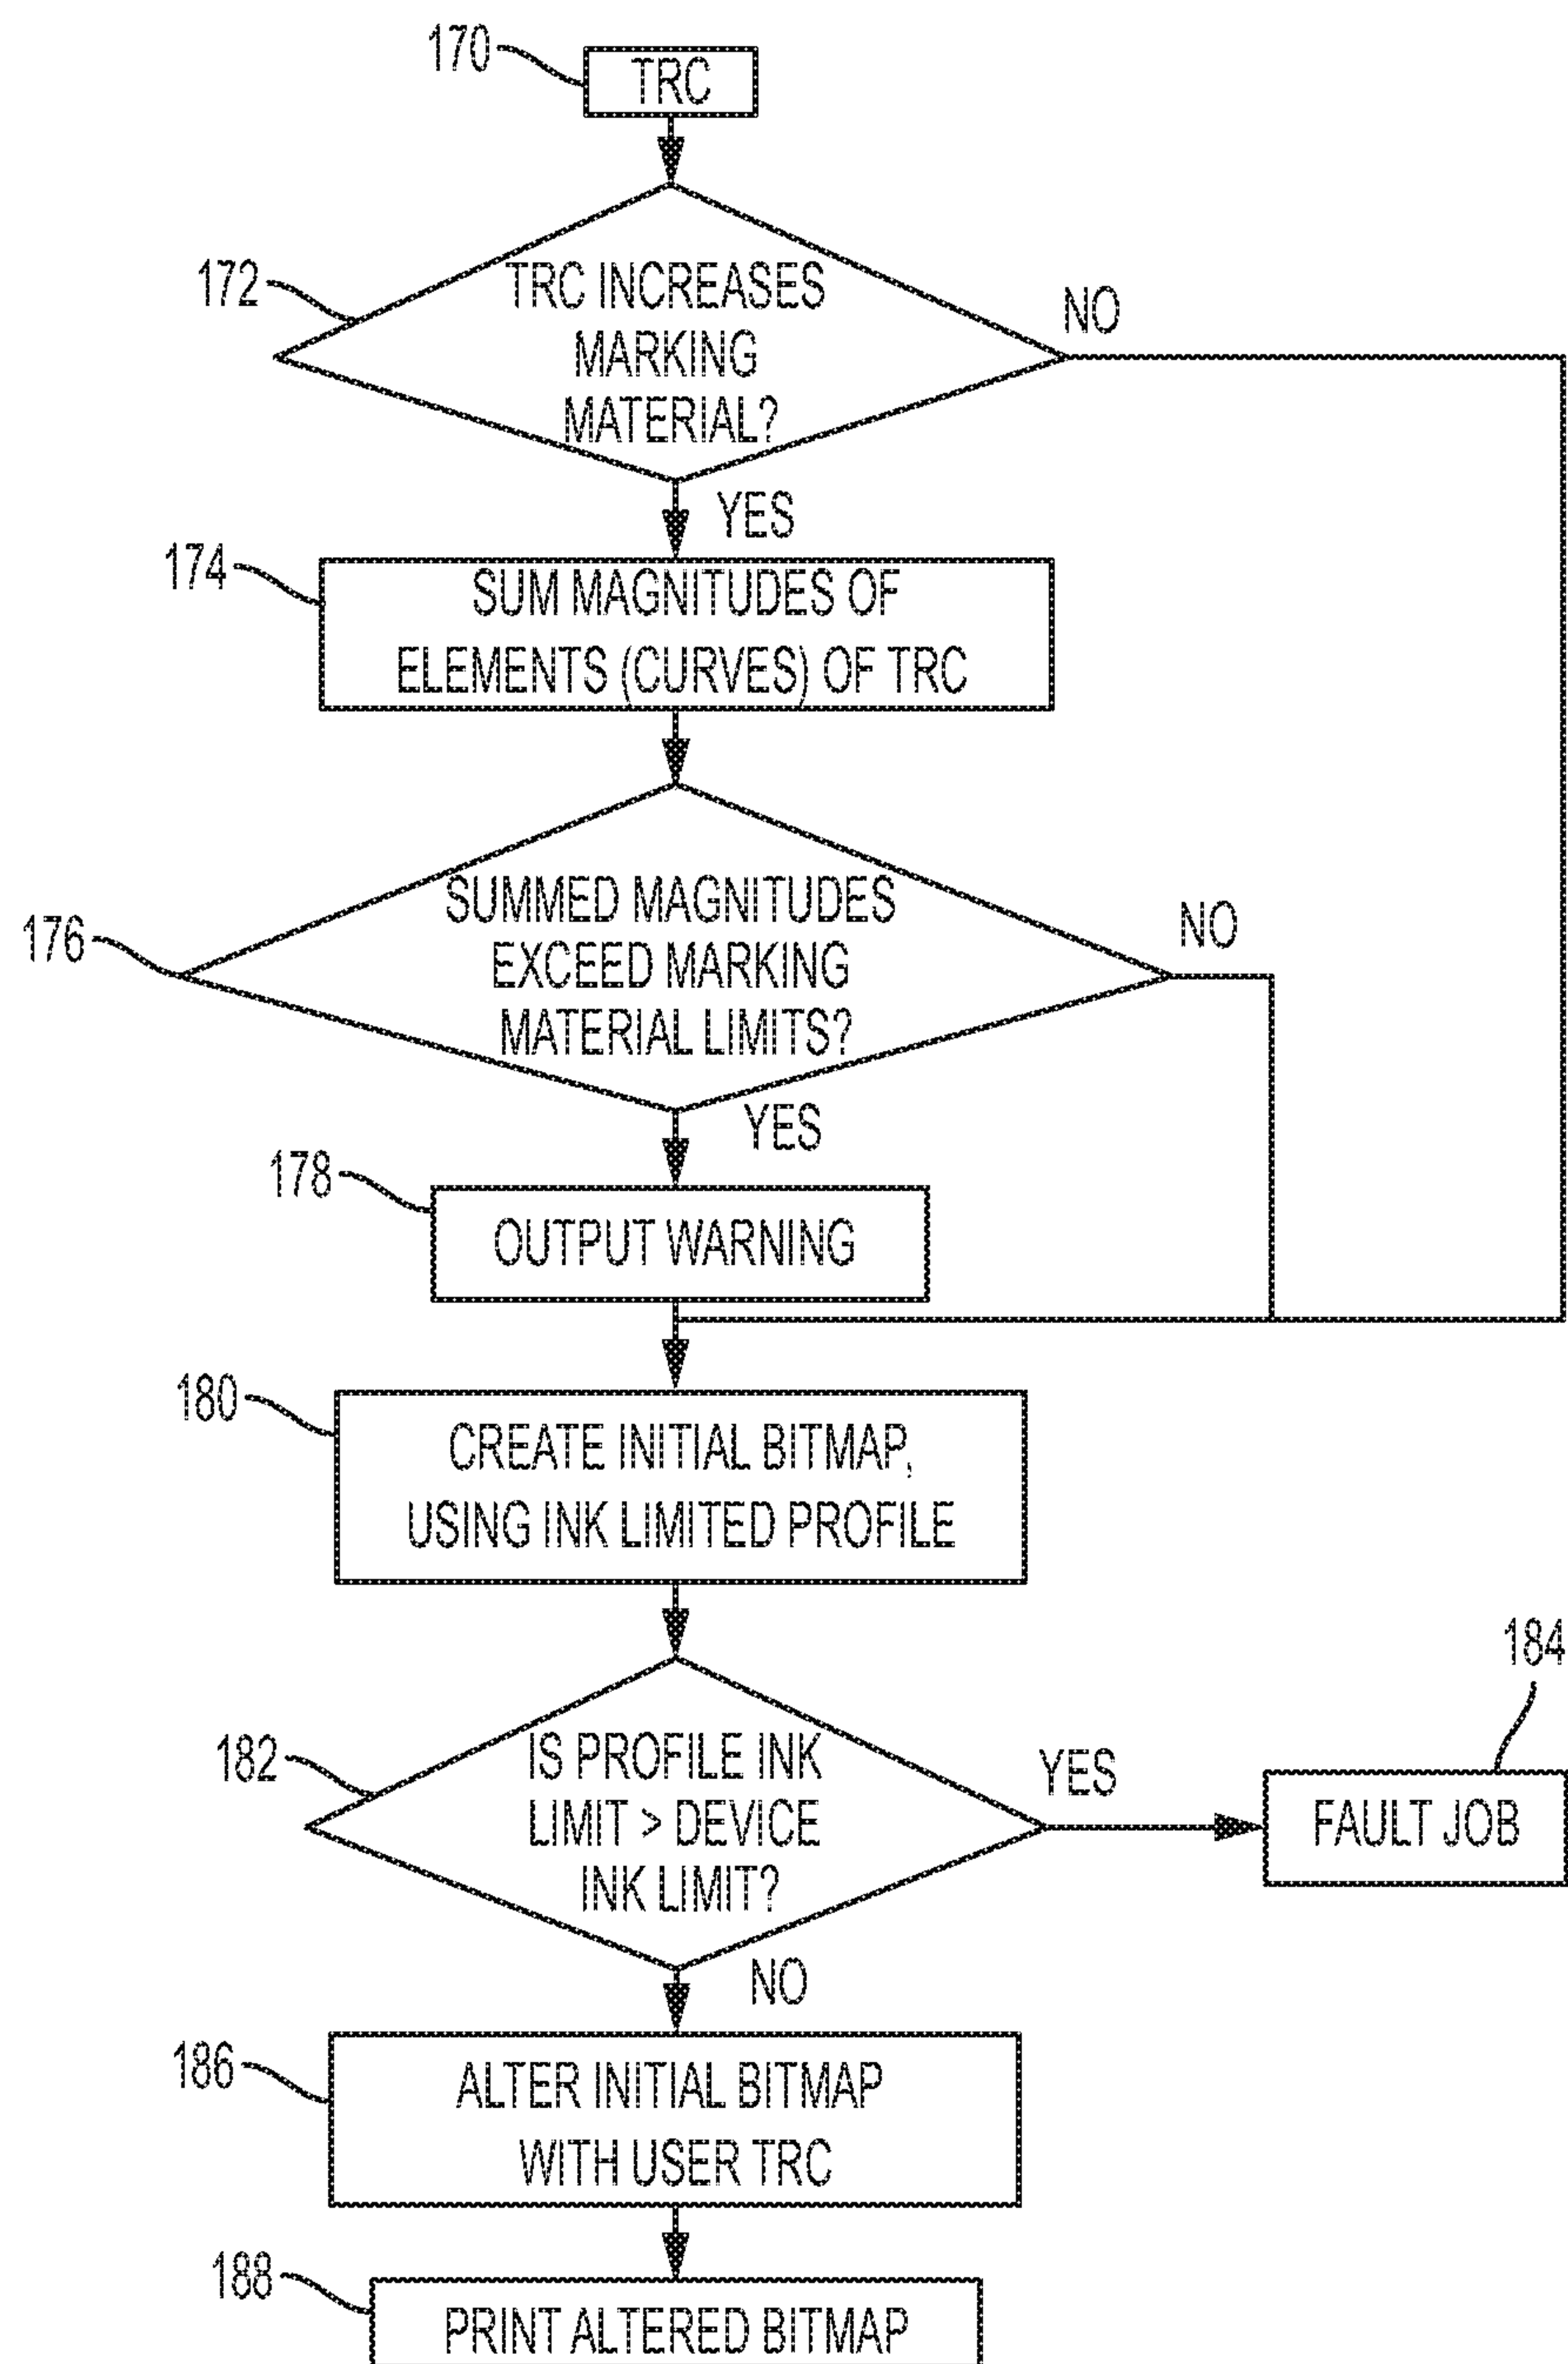 170
TRC
172
TRC INCREASES
MARKING
MATERIAL?
NO
YES
174
SUM MAGNITUDES OF
ELEMENTS (CURVES) OF TRC
176
SUMMED MAGNITUDES
EXCEED MARKING
MATERIAL LIMITS?
NO
YES
178
OUTPUT WARNING
180
CREATE INITIAL BITMAP,
USING INK LIMITED PROFILE
182
IS PROFILE INK
LIMIT > DEVICE
INK LIMIT?
YES
184
FAULT JOB
NO
186
ALTER INITIAL BITMAP
WITH USER TRC
188
PRINT ALTERED BITMAP